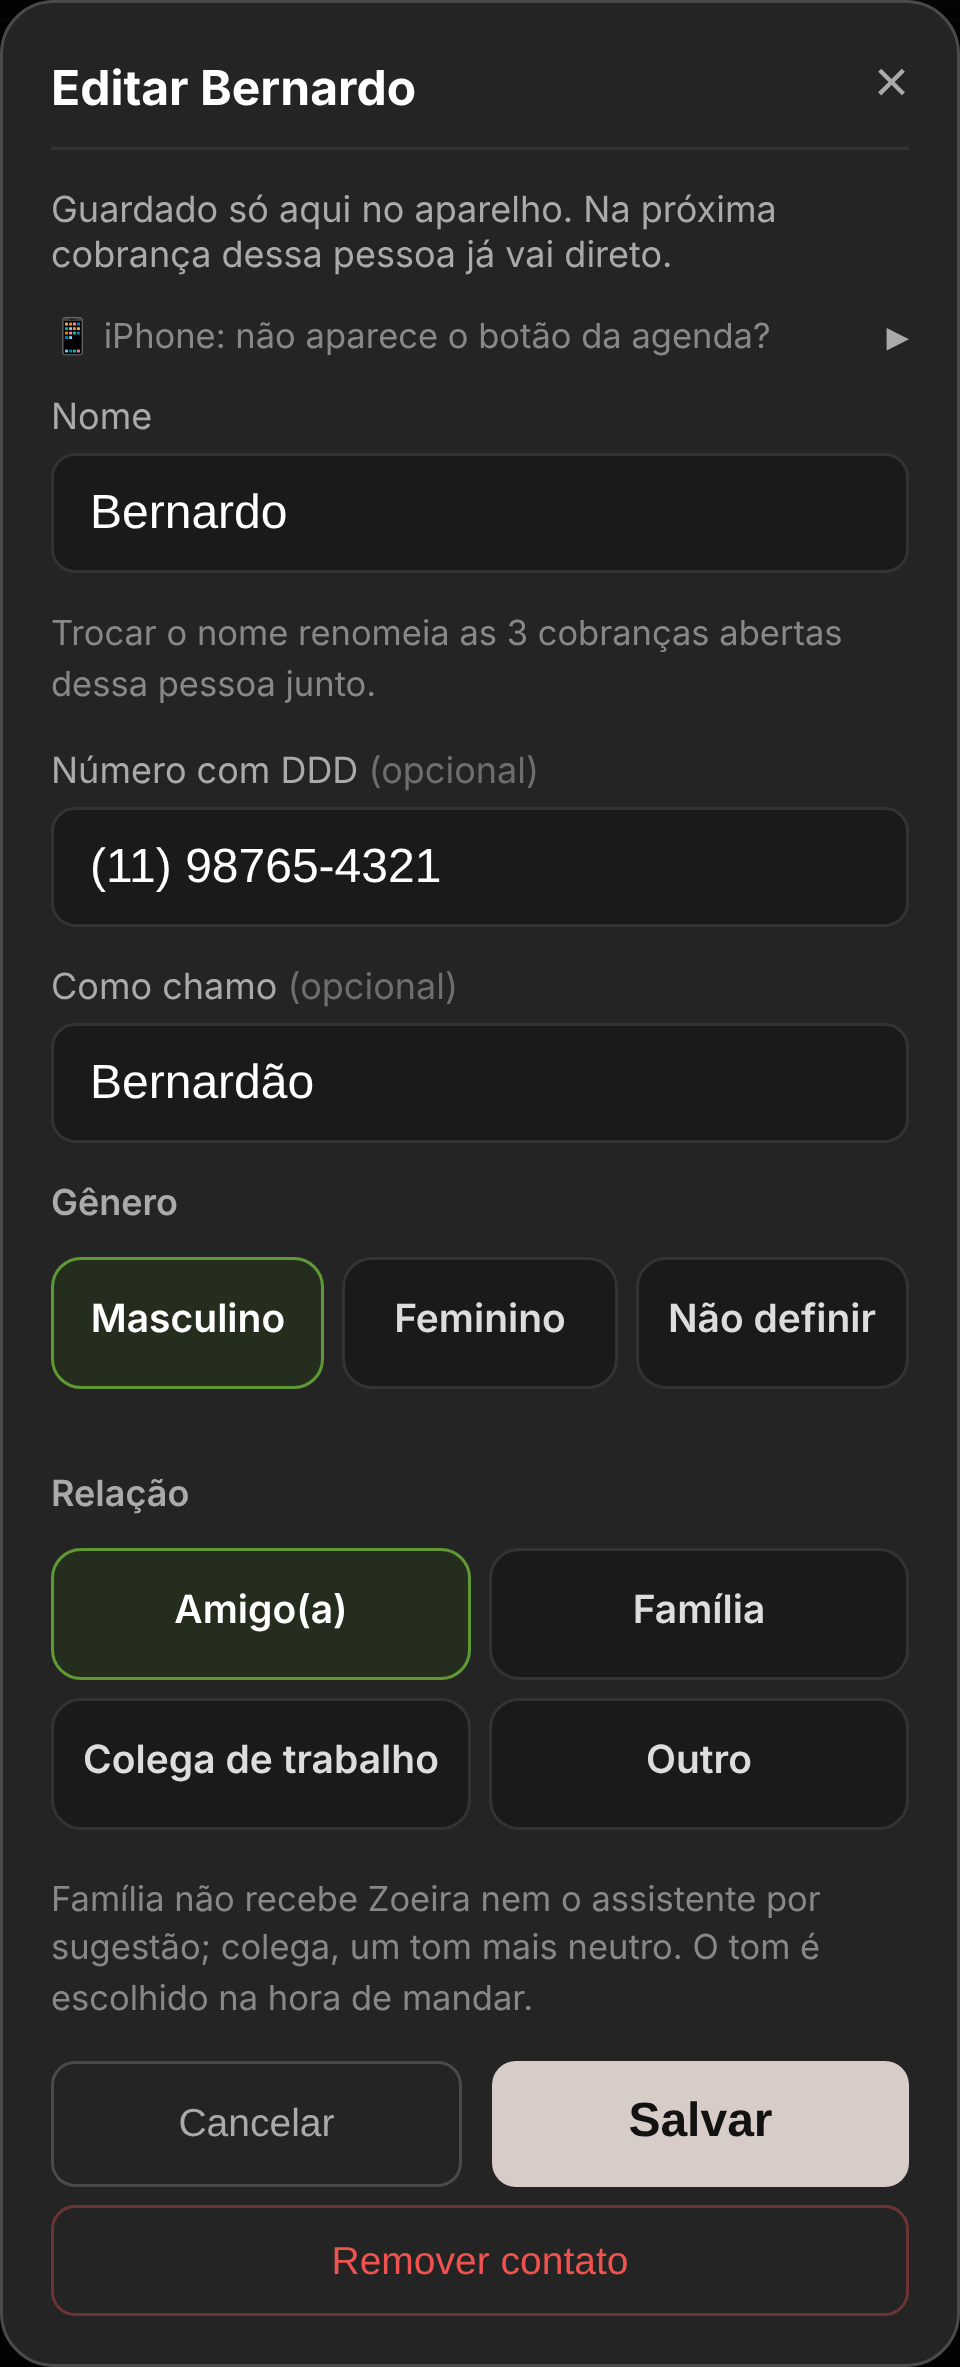 Editar Bernardo
Guardado só aqui no aparelho. Na próxima
cobrança dessa pessoa já vai direto.
iPhone: não aparece o botão da agenda?
Nome
Bernardo
Trocar o nome renomeia as 3 cobranças abertas
dessa pessoa junto.
Número com DDD (opcional)
(11) 98765-4321
Como chamo (opcional)
Bernardão
Gênero
Masculino Feminino Não definir
Relação
Amigo(a) Família
Colega de trabalho Outro
Família não recebe Zoeira nem o assistente por
sugestão; colega, um tom mais neutro. O tom é
escolhido na hora de mandar.
Cancelar Salvar
Remover contato